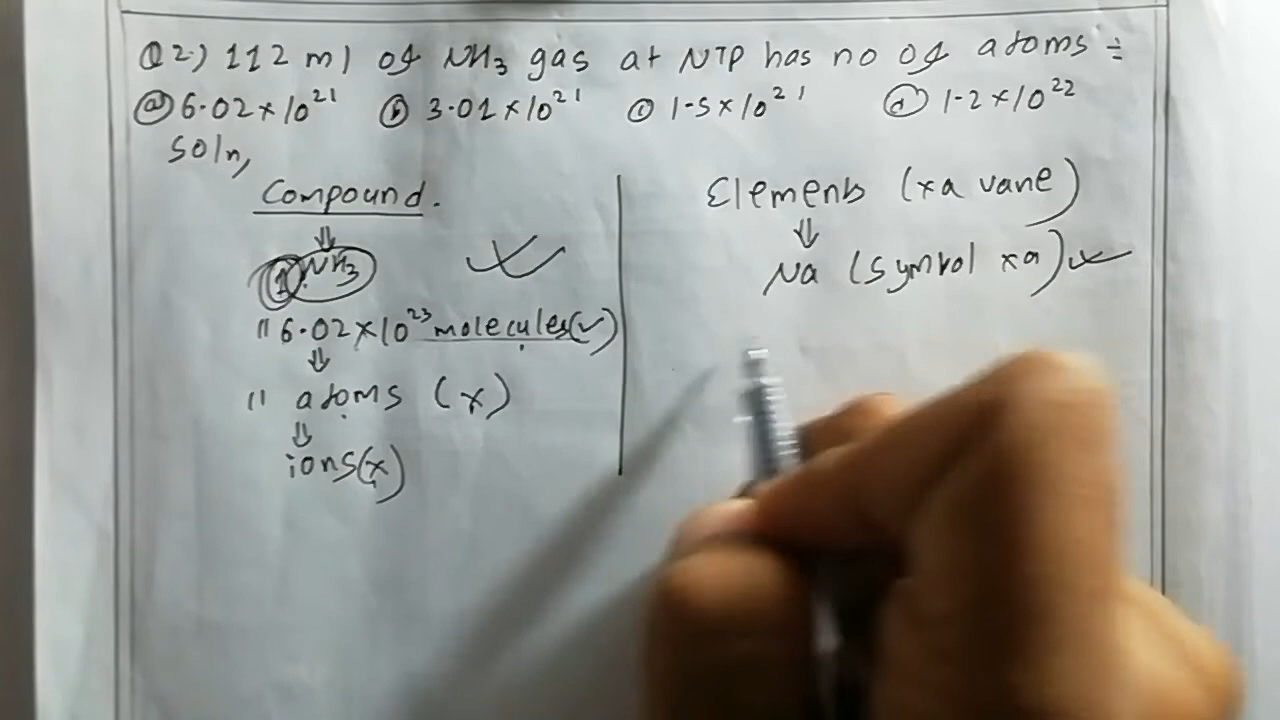 Q2.) 112 ml of NH3 gas at NTP has no of atoms ÷
(a) 6.02 × 10^21 (b) 3.01 × 10^21 (c) 1.5 × 10^21 (d) 1.2 × 10^22
soln,
Compound.
⇓
1 NH3
" 6.02 × 10^23 molecules (✓)
⇓
" atoms (x)
⇓
ions (x)
Elements (xa vane)
⇓
Na (symbol xa)